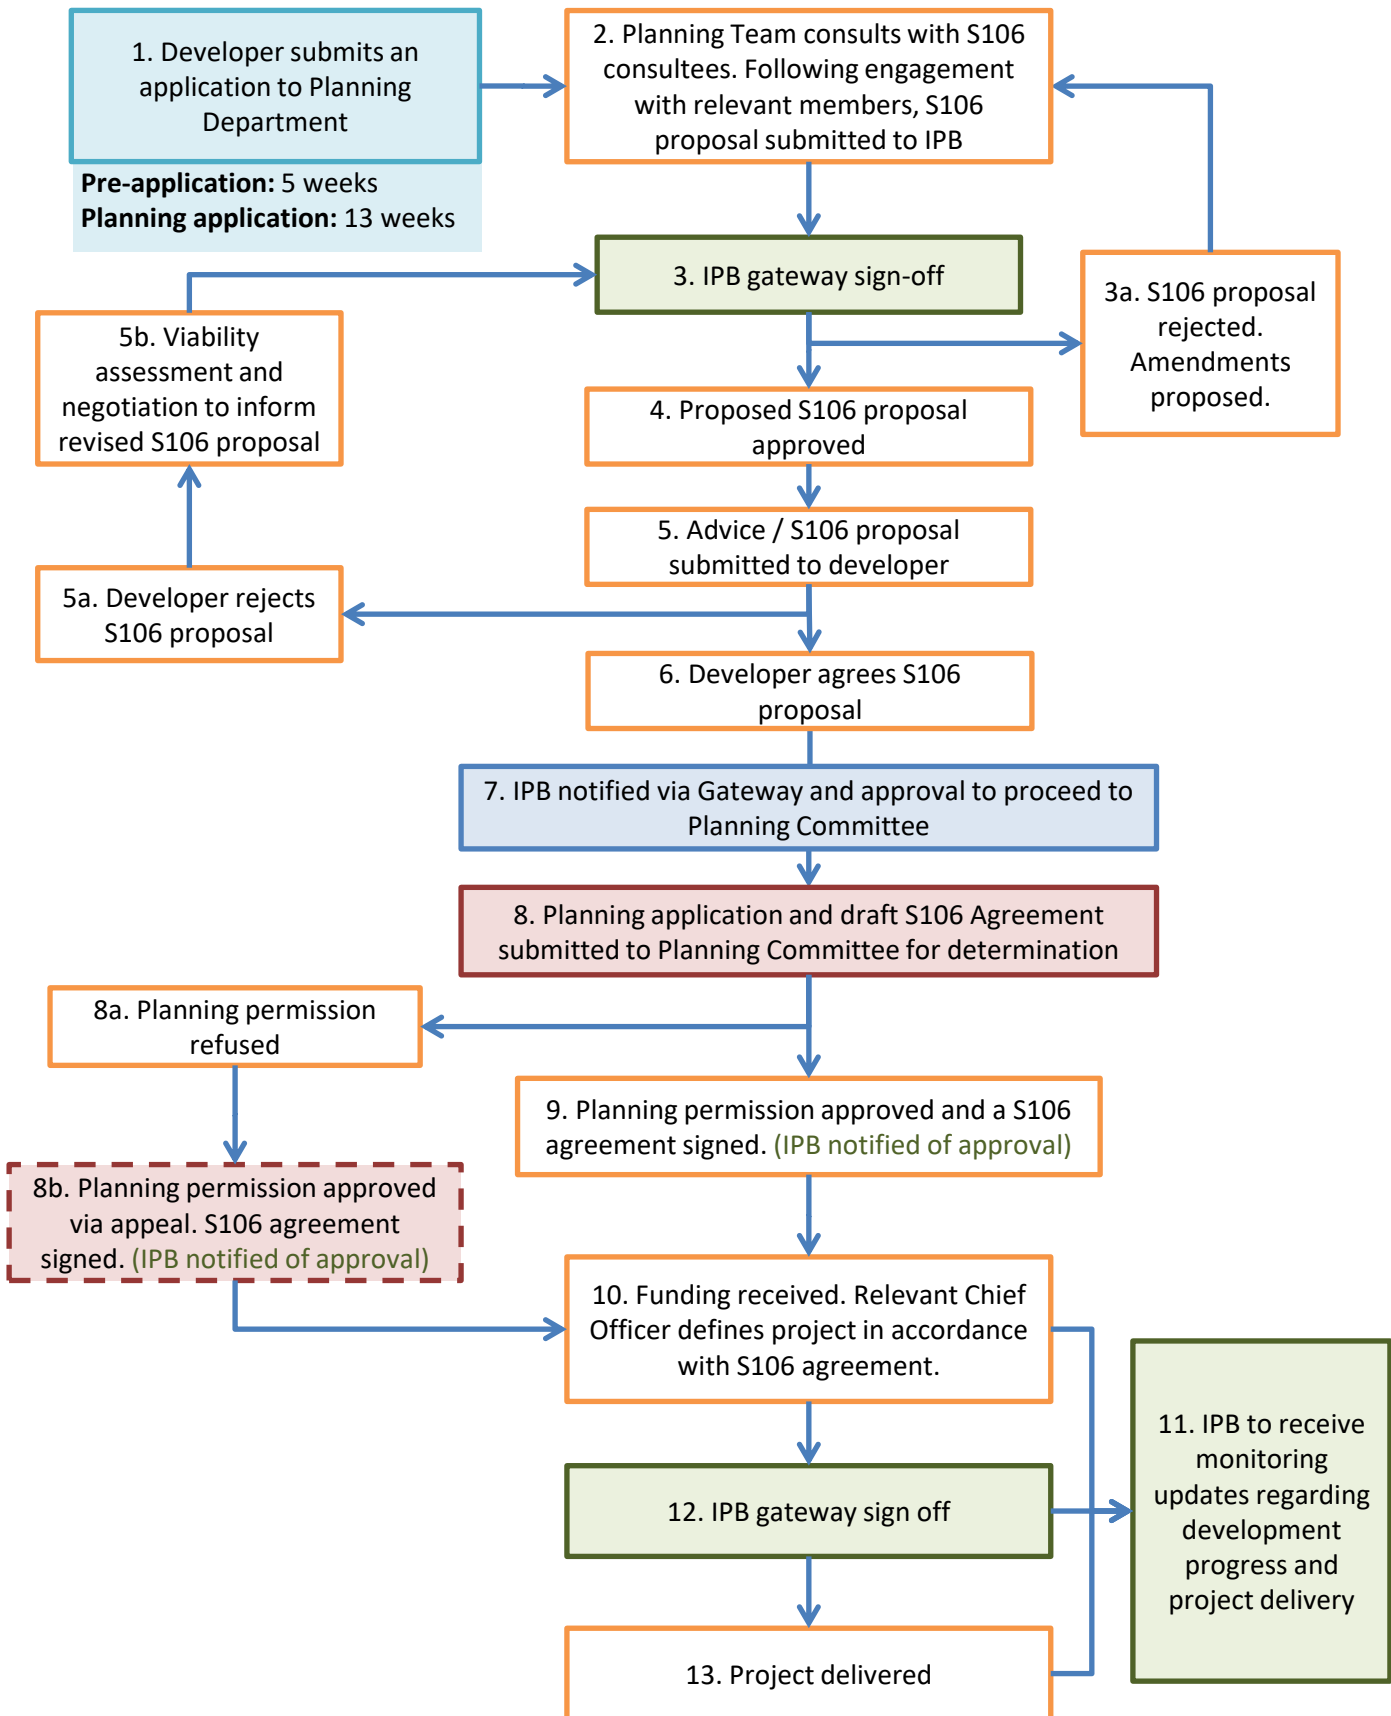 1. Developer submits an
application to Planning
Department
Pre-application: 5 weeks
Planning application: 13 weeks
2. Planning Team consults with S106
consultees. Following engagement
with relevant members, S106
proposal submitted to IPB
3. IPB gateway sign-off
3a. S106 proposal
rejected.
Amendments
proposed.
5b. Viability
assessment and
negotiation to inform
revised S106 proposal
4. Proposed S106 proposal
approved
5. Advice / S106 proposal
submitted to developer
5a. Developer rejects
S106 proposal
6. Developer agrees S106
proposal
7. IPB notified via Gateway and approval to proceed to
Planning Committee
8. Planning application and draft S106 Agreement
submitted to Planning Committee for determination
8a. Planning permission
refused
9. Planning permission approved and a S106
agreement signed. (IPB notified of approval)
8b. Planning permission approved
via appeal. S106 agreement
signed. (IPB notified of approval)
10. Funding received. Relevant Chief
Officer defines project in accordance
with S106 agreement.
11. IPB to receive
monitoring
updates regarding
development
progress and
project delivery
12. IPB gateway sign off
13. Project delivered